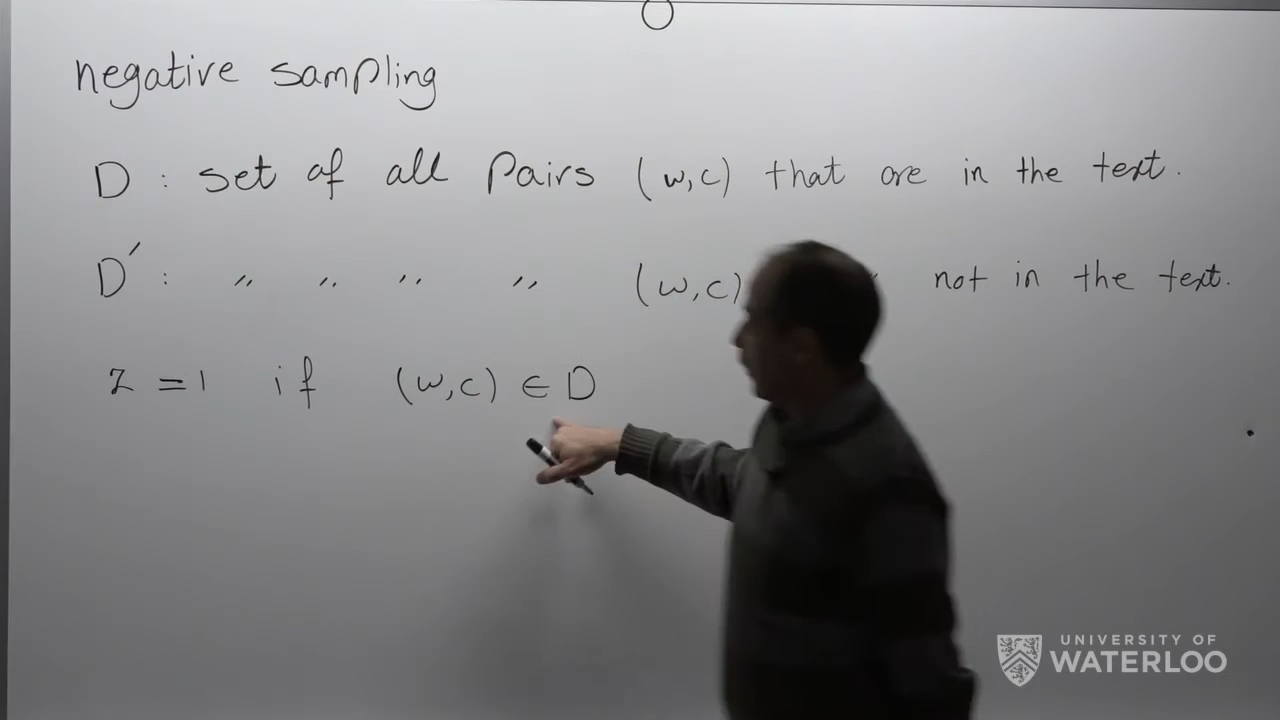 negative sampling
D : set of all Pairs (w,c) that are in the text.
D′ : " " " " (w,c) " not in the text.
Z = 1 if (w,c) ∈ D
UNIVERSITY OF
WATERLOO